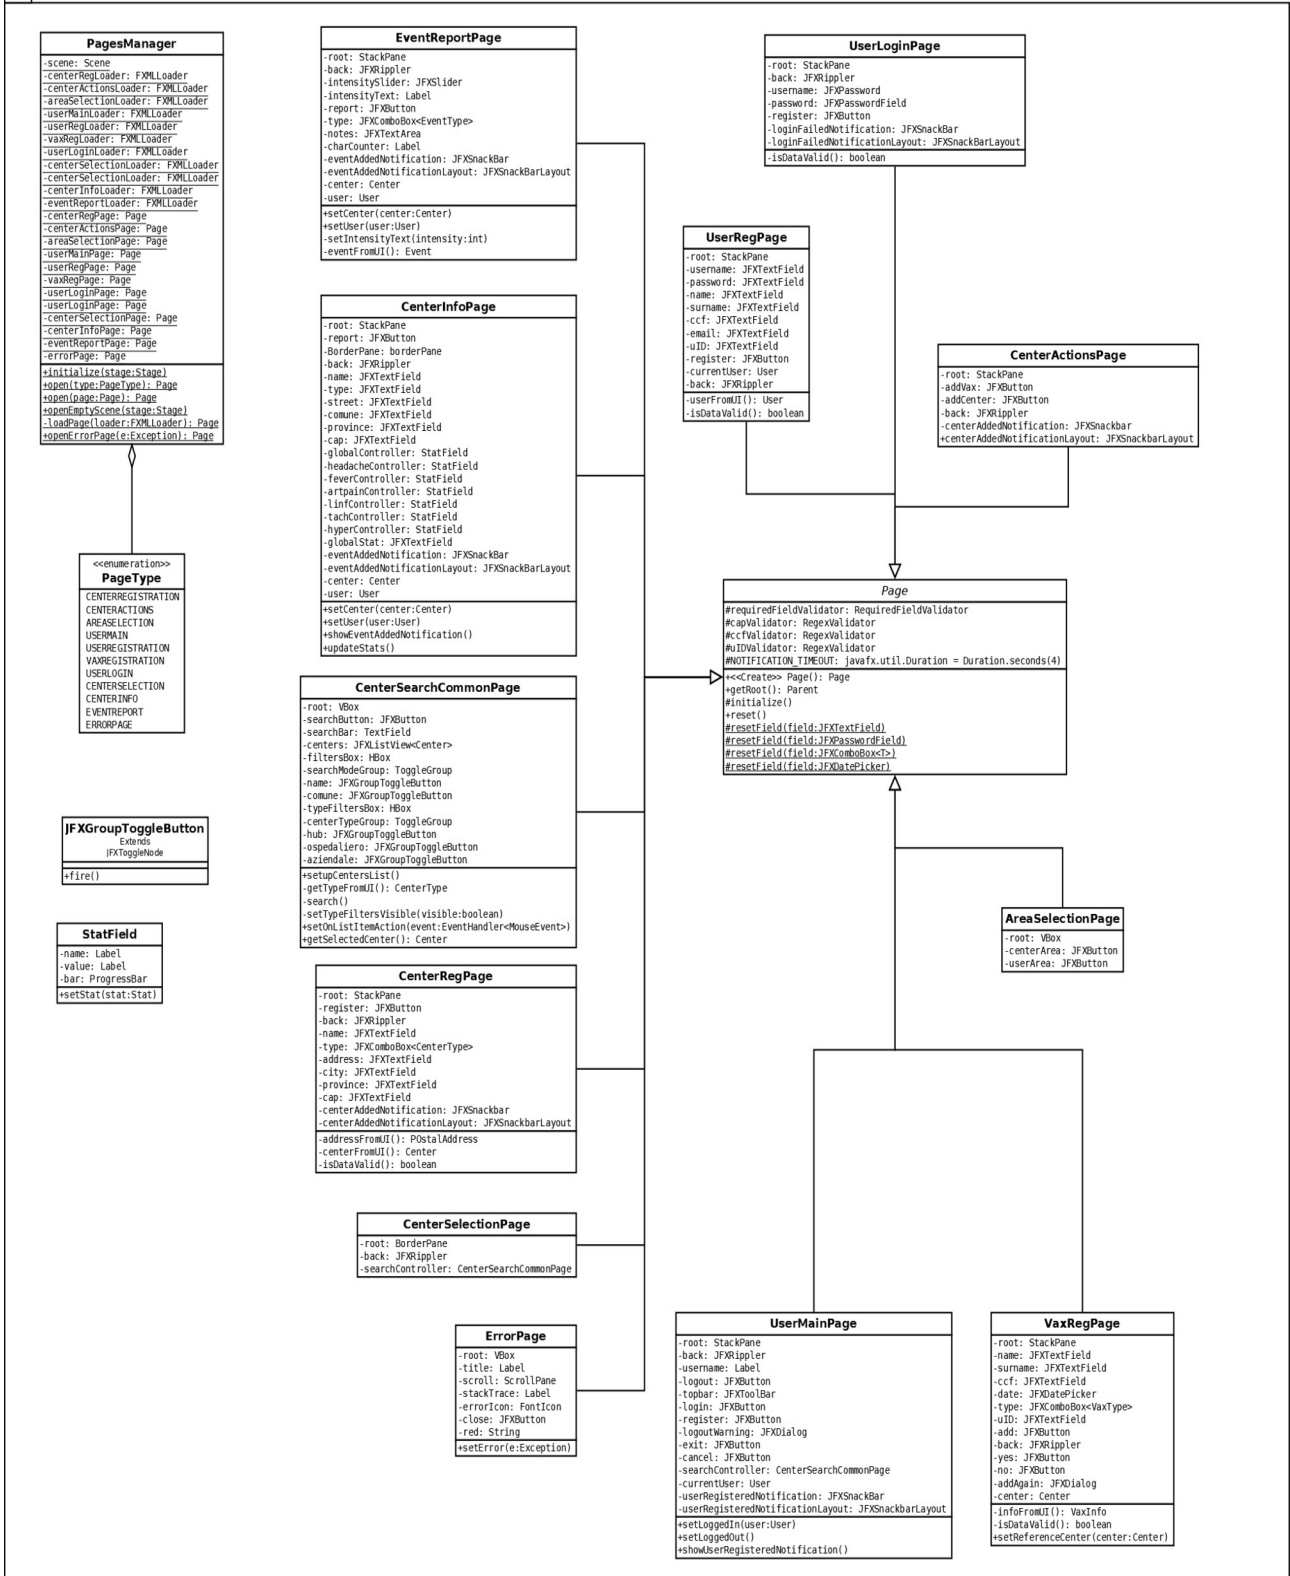 PagesManager
-scene: Scene
-centerRegLoader: FXMLLoader
-centerActionsLoader: FXMLLoader
-areaSelectionLoader: FXMLLoader
-userMainLoader: FXMLLoader
-userRegLoader: FXMLLoader
-vaxRegLoader: FXMLLoader
-userLoginLoader: FXMLLoader
-centerSelectionLoader: FXMLLoader
-centerSelectionLoader: FXMLLoader
-centerInfoLoader: FXMLLoader
-eventReportLoader: FXMLLoader
-centerRegPage: Page
-centerActionsPage: Page
-areaSelectionPage: Page
-userMainPage: Page
-userRegPage: Page
-vaxRegPage: Page
-userLoginPage: Page
-userLoginPage: Page
-centerSelectionPage: Page
-centerInfoPage: Page
-eventReportPage: Page
-errorPage: Page
+initialize(stage:Stage)
+open(type:PageType): Page
+open(page:Page): Page
+openEmptyScene(stage:Stage)
-loadPage(loader:FXMLLoader): Page
+openErrorPage(e:Exception): Page
<<enumeration>>
PageType
CENTERREGISTRATION
CENTERACTIONS
AREASELECTION
USERMAIN
USERREGISTRATION
VAXREGISTRATION
USERLOGIN
CENTERSELECTION
CENTERINFO
EVENTREPORT
ERRORPAGE
JFXGroupToggleButton
Extends
JFXToggleNode
+fire()
StatField
-name: Label
-value: Label
-bar: ProgressBar
+setStat(stat:Stat)
EventReportPage
-root: StackPane
-back: JFXRippler
-intensitySlider: JFXSlider
-intensityText: Label
-report: JFXButton
-type: JFXComboBox<EventType>
-notes: JFXTextArea
-charCounter: Label
-eventAddedNotification: JFXSnackBar
-eventAddedNotificationLayout: JFXSnackBarLayout
-center: Center
-user: User
+setCenter(center:Center)
+setUser(user:User)
-setIntensityText(intensity:int)
-eventFromUI(): Event
CenterInfoPage
-root: StackPane
-report: JFXButton
-BorderPane: borderPane
-back: JFXRippler
-name: JFXTextField
-type: JFXTextField
-street: JFXTextField
-comune: JFXTextField
-province: JFXTextField
-cap: JFXTextField
-globalController: StatField
-headacheController: StatField
-feverController: StatField
-artpainController: StatField
-linfController: StatField
-tachController: StatField
-hyperController: StatField
-globalStat: JFXTextField
-eventAddedNotification: JFXSnackBar
-eventAddedNotificationLayout: JFXSnackBarLayout
-center: Center
-user: User
+setCenter(center:Center)
+setUser(user:User)
+showEventAddedNotification()
+updateStats()
CenterSearchCommonPage
-root: VBox
-searchButton: JFXButton
-searchBar: TextField
-centers: JFXListView<Center>
-filtersBox: HBox
-searchModeGroup: ToggleGroup
-name: JFXGroupToggleButton
-comune: JFXGroupToggleButton
-typeFiltersBox: HBox
-centerTypeGroup: ToggleGroup
-hub: JFXGroupToggleButton
-ospedaliero: JFXGroupToggleButton
-aziendale: JFXGroupToggleButton
+setupCentersList()
-getTypeFromUI(): CenterType
-search()
-setTypeFiltersVisible(visible:boolean)
+setOnListItemAction(event:EventHandler<MouseEvent>)
+getSelectedCenter(): Center
CenterRegPage
-root: StackPane
-register: JFXButton
-back: JFXRippler
-name: JFXTextField
-type: JFXComboBox<CenterType>
-address: JFXTextField
-city: JFXTextField
-province: JFXTextField
-cap: JFXTextField
-centerAddedNotification: JFXSnackbar
-centerAddedNotificationLayout: JFXSnackbarLayout
-addressFromUI(): POstalAddress
-centerFromUI(): Center
-isDataValid(): boolean
CenterSelectionPage
-root: BorderPane
-back: JFXRippler
-searchController: CenterSearchCommonPage
ErrorPage
-root: VBox
-title: Label
-scroll: ScrollPane
-stackTrace: Label
-errorIcon: FontIcon
-close: JFXButton
-red: String
+setError(e:Exception)
UserLoginPage
-root: StackPane
-back: JFXRippler
-username: JFXPassword
-password: JFXPasswordField
-register: JFXButton
-loginFailedNotification: JFXSnackBar
-loginFailedNotificationLayout: JFXSnackBarLayout
-isDataValid(): boolean
UserRegPage
-root: StackPane
-username: JFXTextField
-password: JFXTextField
-name: JFXTextField
-surname: JFXTextField
-ccf: JFXTextField
-email: JFXTextField
-uID: JFXTextField
-register: JFXButton
-currentUser: User
-back: JFXRippler
-userFromUI(): User
-isDataValid(): boolean
CenterActionsPage
-root: StackPane
-addVax: JFXButton
-addCenter: JFXButton
-back: JFXRippler
-centerAddedNotification: JFXSnackbar
+centerAddedNotificationLayout: JFXSnackbarLayout
Page
#requiredFieldValidator: RequiredFieldValidator
#capValidator: RegexValidator
#ccfValidator: RegexValidator
#uIDValidator: RegexValidator
#NOTIFICATION_TIMEOUT: javafx.util.Duration = Duration.seconds(4)
+<<Create>> Page(): Page
+getRoot(): Parent
#initialize()
+reset()
#resetField(field:JFXTextField)
#resetField(field:JFXPasswordField)
#resetField(field:JFXComboBox<T>)
#resetField(field:JFXDatePicker)
AreaSelectionPage
-root: VBox
-centerArea: JFXButton
-userArea: JFXButton
UserMainPage
-root: StackPane
-back: JFXRippler
-username: Label
-logout: JFXButton
-topbar: JFXToolBar
-login: JFXButton
-register: JFXButton
-logoutWarning: JFXDialog
-exit: JFXButton
-cancel: JFXButton
-searchController: CenterSearchCommonPage
-currentUser: User
-userRegisteredNotification: JFXSnackBar
-userRegisteredNotificationLayout: JFXSnackbarLayout
+setLoggedIn(user:User)
+setLoggedOut()
+showUserRegisteredNotification()
VaxRegPage
-root: StackPane
-name: JFXTextField
-surname: JFXTextField
-ccf: JFXTextField
-date: JFXDatePicker
-type: JFXComboBox<VaxType>
-uID: JFXTextField
-add: JFXButton
-back: JFXRippler
-yes: JFXButton
-no: JFXButton
-addAgain: JFXDialog
-center: Center
-infoFromUI(): VaxInfo
-isDataValid(): boolean
+setReferenceCenter(center:Center)